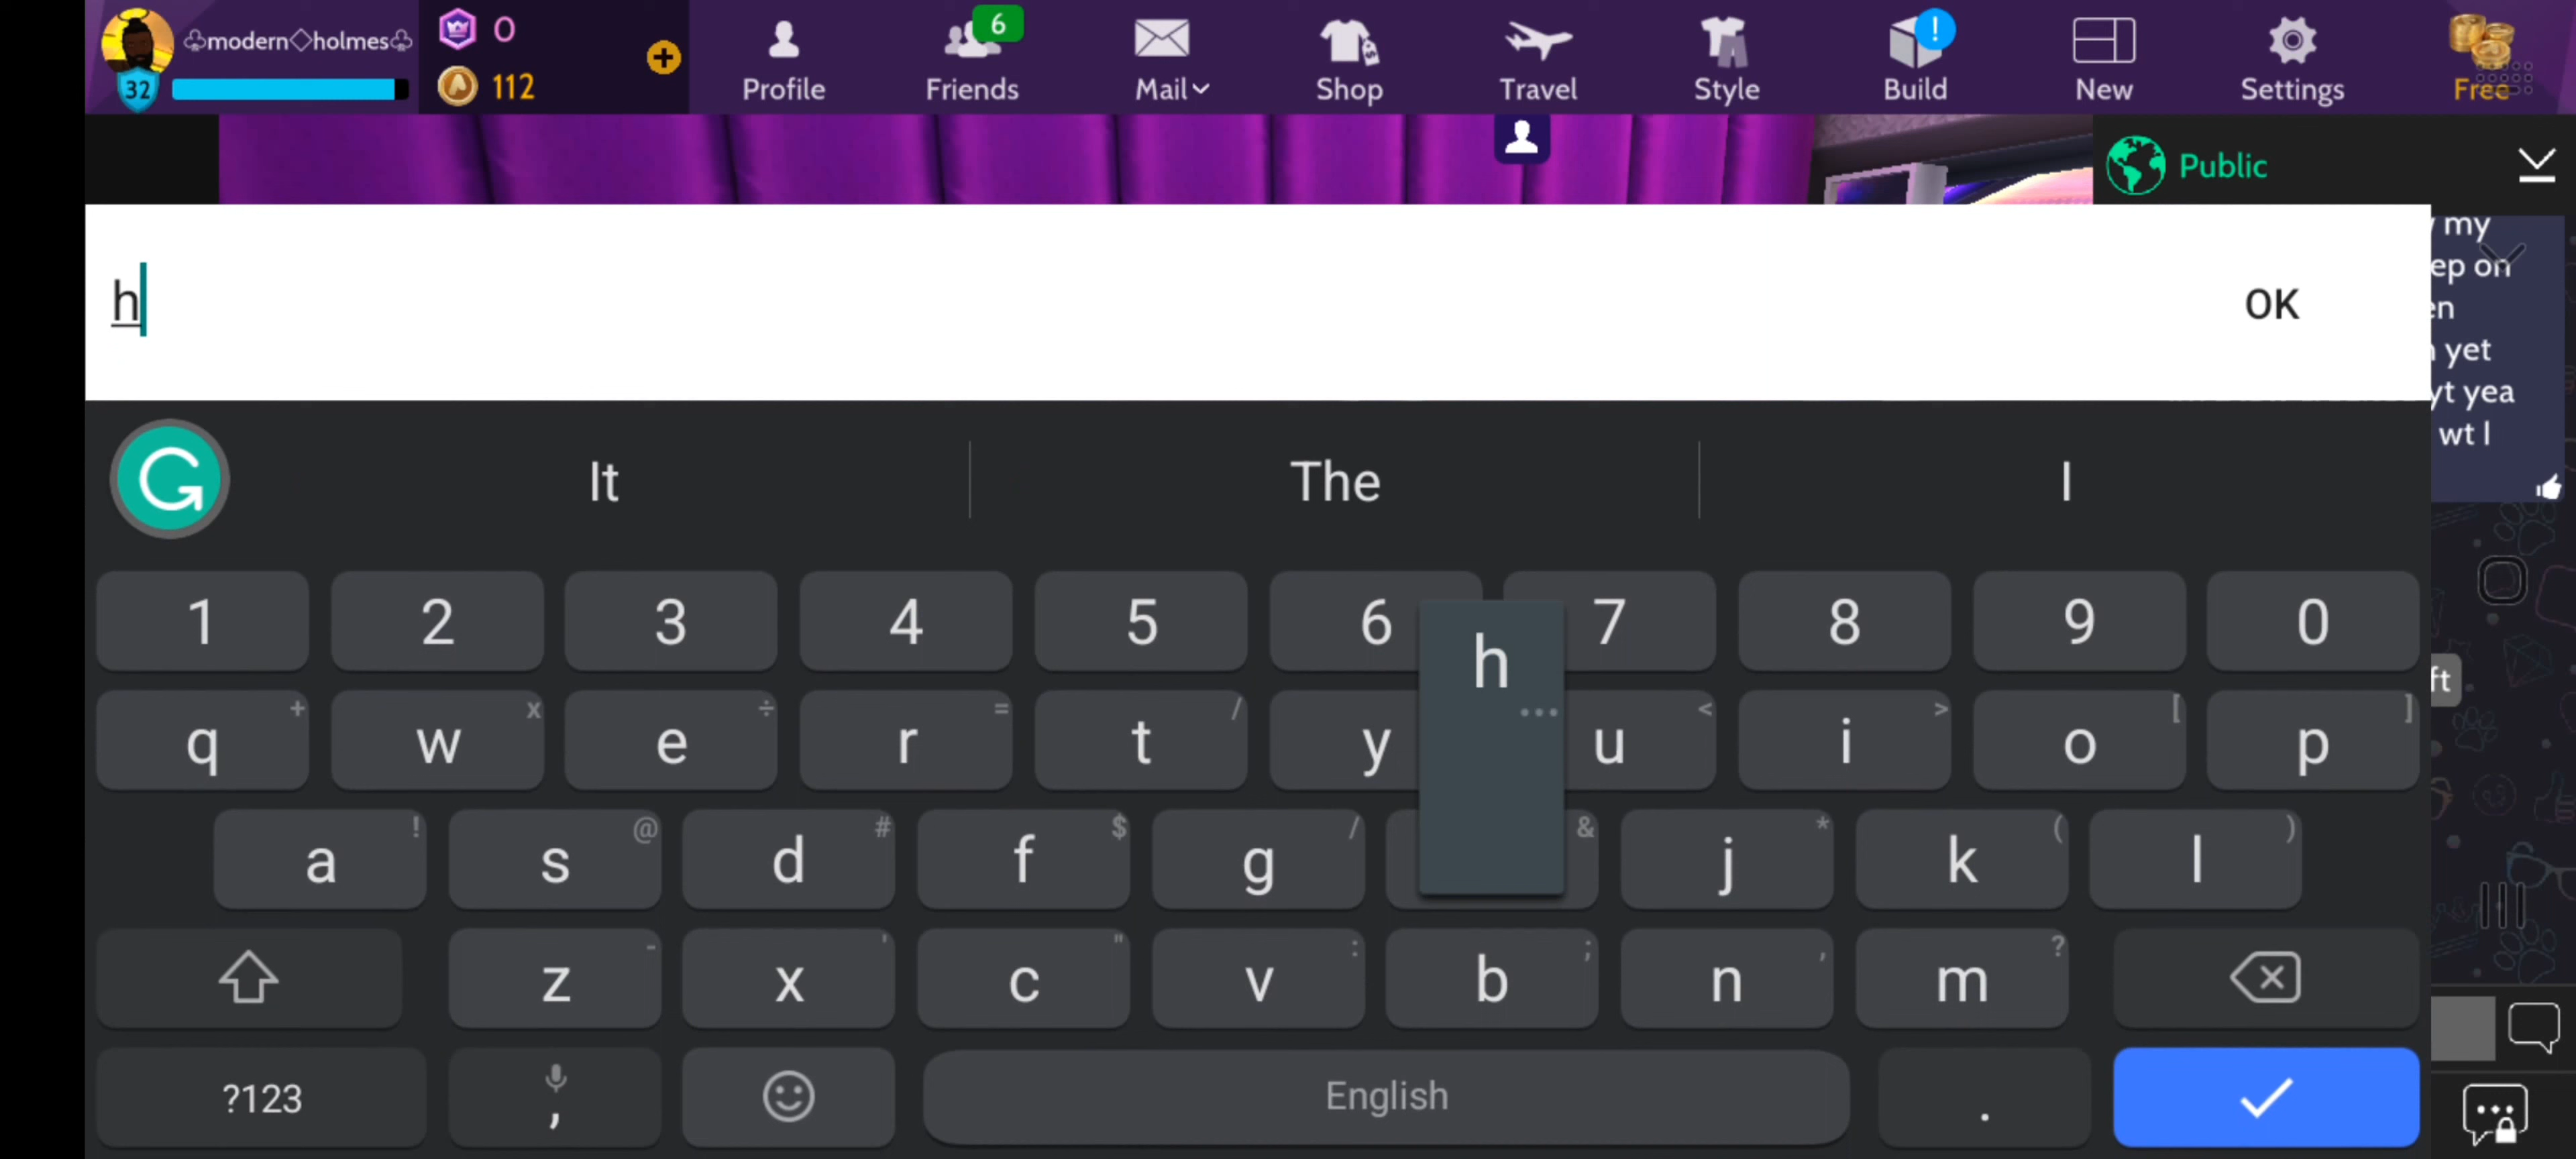 ♧modern◇holmes♧
32
0
112
Profile
Friends
6
Mail
Shop
Travel
Style
Build
!
New
Settings
Free
Public
my
ep on
en
yet
yt yea
wt I
h
OK
It
The
I
1 2 3 4 5 6 7 8 9 0
h
q + w x e ÷ r = t / y u < i > o [ p ]
a ! s @ d # f $ g / & j * k ( l )
z - x ' c " v : b ; n , m ?
?123 , English .
ft